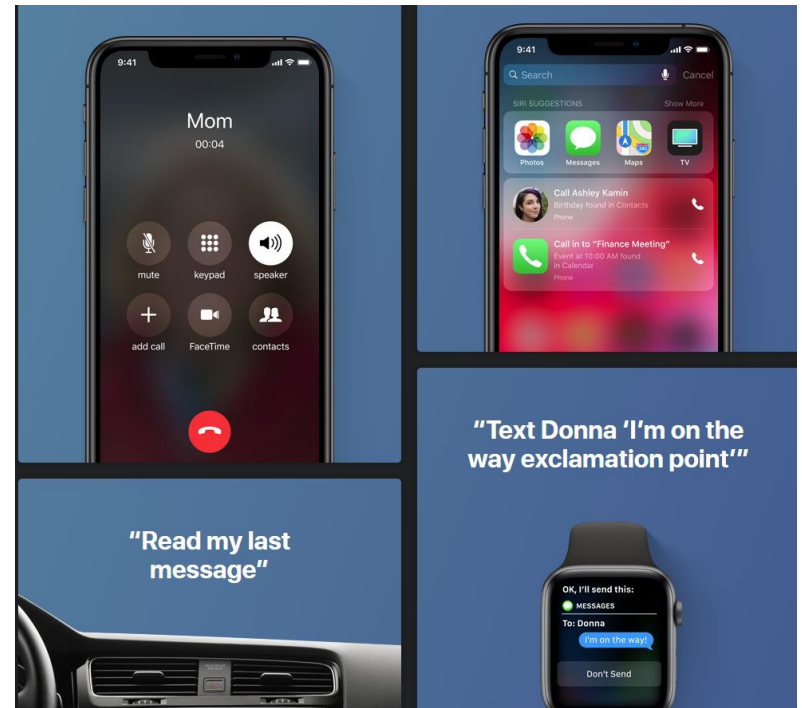 9:41
Mom
00:04
mute keypad speaker
add call FaceTime contacts
9:41
Search Cancel
SIRI SUGGESTIONS Show More
Photos Messages Maps TV
Call Ashley Kamin
Birthday found in Contacts
Phone
Call in to “Finance Meeting”
Event at 10:00 AM found
in Calendar
Phone
“Read my last
message”
“Text Donna ‘I’m on the
way exclamation point’”
OK, I’ll send this:
MESSAGES
To: Donna
I’m on the way!
Don’t Send